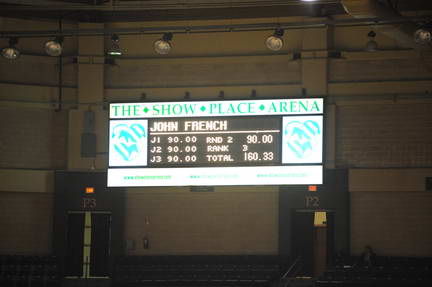 THE SHOW PLACE ARENA
JOHN FRENCH
J1 90.00 RND 2 90.00
J2 90.00 RANK
J3 90.00 TOTAL 160.33
P3
P2